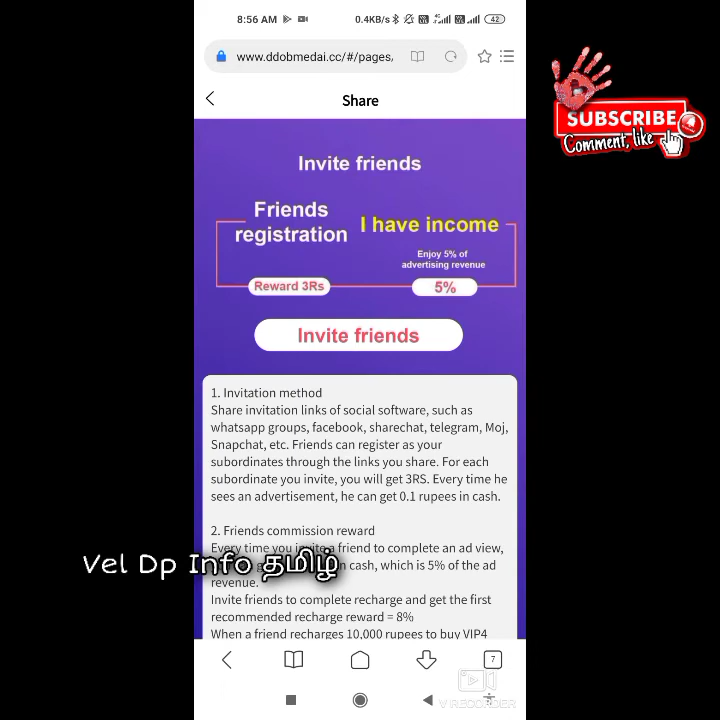 8:56 AM
0.4KB/s
42
www.ddobmedai.cc/#/pages,
Share
SUBSCRIBE
Comment, like
Invite friends
Friends
registration
I have income
Enjoy 5% of
advertising revenue
Reward 3Rs
5%
Invite friends
1. Invitation method
Share invitation links of social software, such as
whatsapp groups, facebook, sharechat, telegram, Moj,
Snapchat, etc. Friends can register as your
subordinates through the links you share. For each
subordinate you invite, you will get 3RS. Every time he
sees an advertisement, he can get 0.1 rupees in cash.
2. Friends commission reward
Every time you invite a friend to complete an ad view,
in cash, which is 5% of the ad
Vel Dp Info தமிழ்
revenue.
Invite friends to complete recharge and get the first
recommended recharge reward = 8%
When a friend recharges 10,000 rupees to buy VIP4
7
V RECORDER